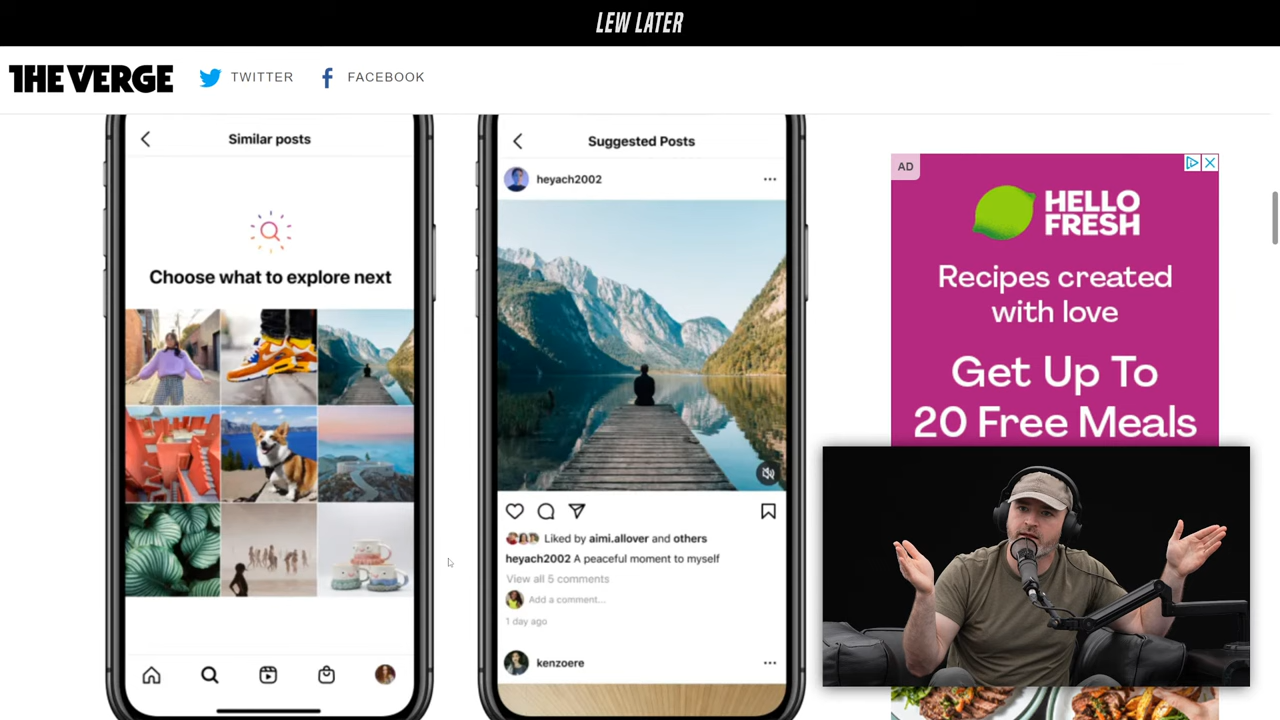 LEW LATER
THE VERGE
TWITTER
FACEBOOK
Similar posts
Choose what to explore next
Suggested Posts
heyach2002
Liked by aimi.allover and others
heyach2002 A peaceful moment to myself
View all 5 comments
Add a comment...
1 day ago
kenzoere
AD
HELLO
FRESH
Recipes created
with love
Get Up To
20 Free Meals